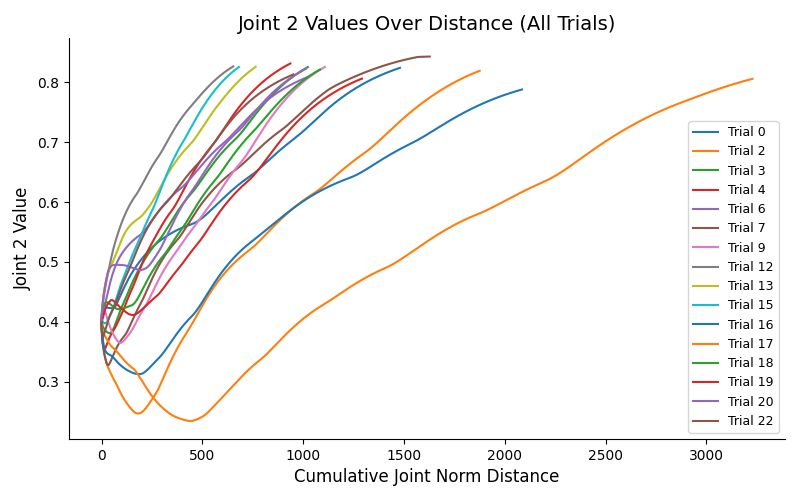 Joint 2 Values Over Distance (All Trials)
Joint 2 Value
0.8
0.7
0.6
0.5
0.4
0.3
0
500
1000
1500
2000
2500
3000
Cumulative Joint Norm Distance
Trial 0
Trial 2
Trial 3
Trial 4
Trial 6
Trial 7
Trial 9
Trial 12
Trial 13
Trial 15
Trial 16
Trial 17
Trial 18
Trial 19
Trial 20
Trial 22